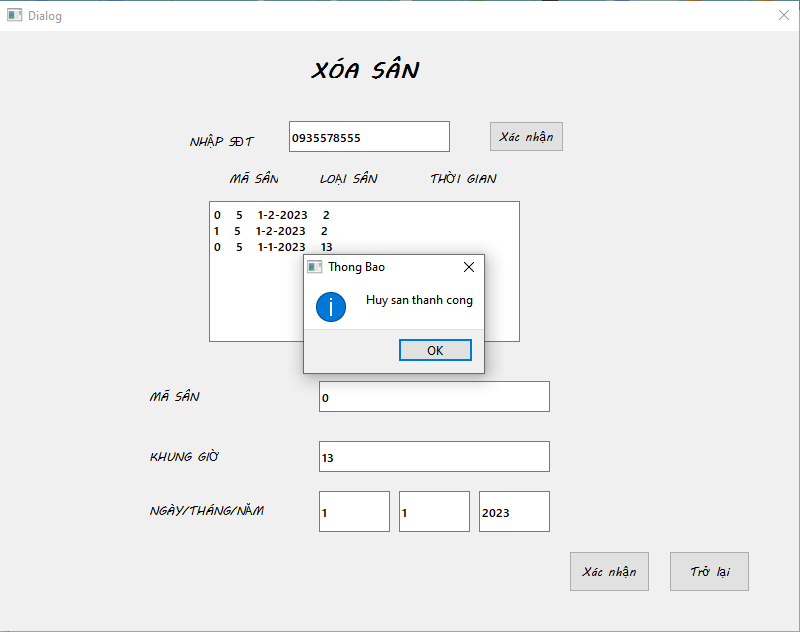 Dialog
XÓA SÂN
NHẬP SĐT 0935578555 Xác nhận
MÃ SÂN LOẠI SÂN THỜI GIAN
0 5 1-2-2023 2
1 5 1-2-2023 2
0 5 1-1-2023 13
Thong Bao
Huy san thanh cong
OK
MÃ SÂN 0
KHUNG GIỜ 13
NGÀY/THÁNG/NĂM 1 1 2023
Xác nhận Trở lại